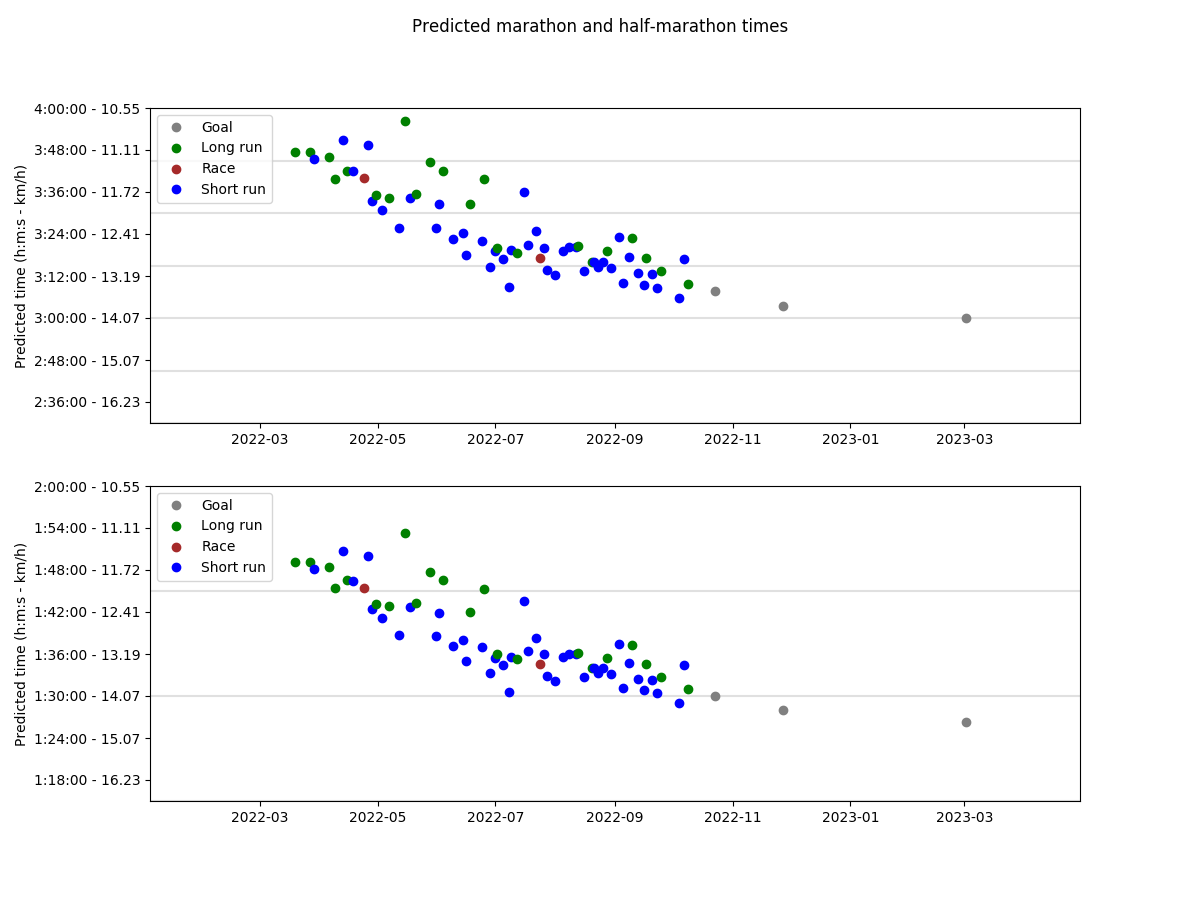 Predicted marathon and half-marathon times
Predicted time (h:m:s - km/h)
4:00:00 - 10.55
3:48:00 - 11.11
3:36:00 - 11.72
3:24:00 - 12.41
3:12:00 - 13.19
3:00:00 - 14.07
2:48:00 - 15.07
2:36:00 - 16.23
Goal
Long run
Race
Short run
2022-03
2022-05
2022-07
2022-09
2022-11
2023-01
2023-03
Predicted time (h:m:s - km/h)
2:00:00 - 10.55
1:54:00 - 11.11
1:48:00 - 11.72
1:42:00 - 12.41
1:36:00 - 13.19
1:30:00 - 14.07
1:24:00 - 15.07
1:18:00 - 16.23
Goal
Long run
Race
Short run
2022-03
2022-05
2022-07
2022-09
2022-11
2023-01
2023-03